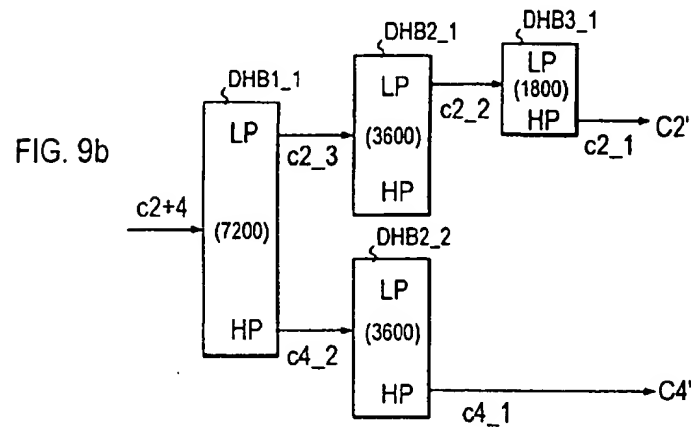 FIG. 9b
c2+4
DHB1_1
LP
(7200)
HP
c2_3
c4_2
DHB2_1
LP
(3600)
HP
c2_2
DHB3_1
LP
(1800)
HP
c2_1
C2'
DHB2_2
LP
(3600)
HP
c4_1
C4'